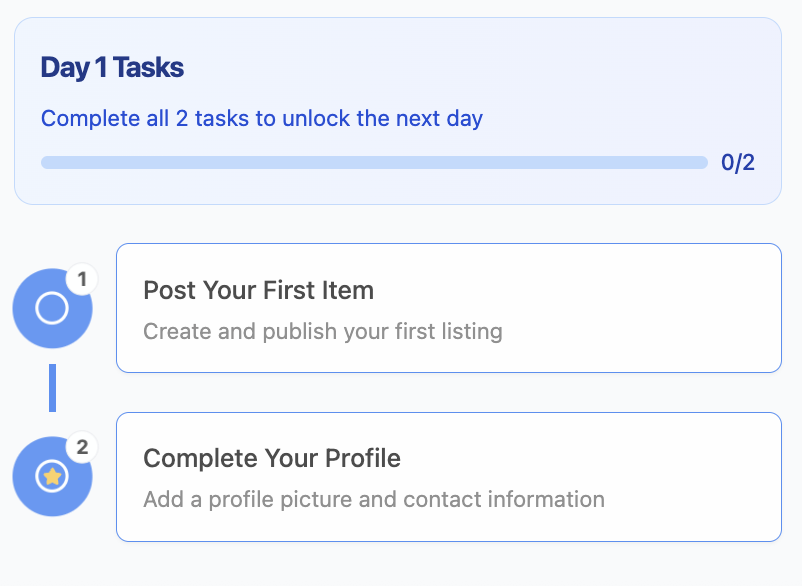 Day 1 Tasks
Complete all 2 tasks to unlock the next day
0/2
1
Post Your First Item
Create and publish your first listing
2
Complete Your Profile
Add a profile picture and contact information